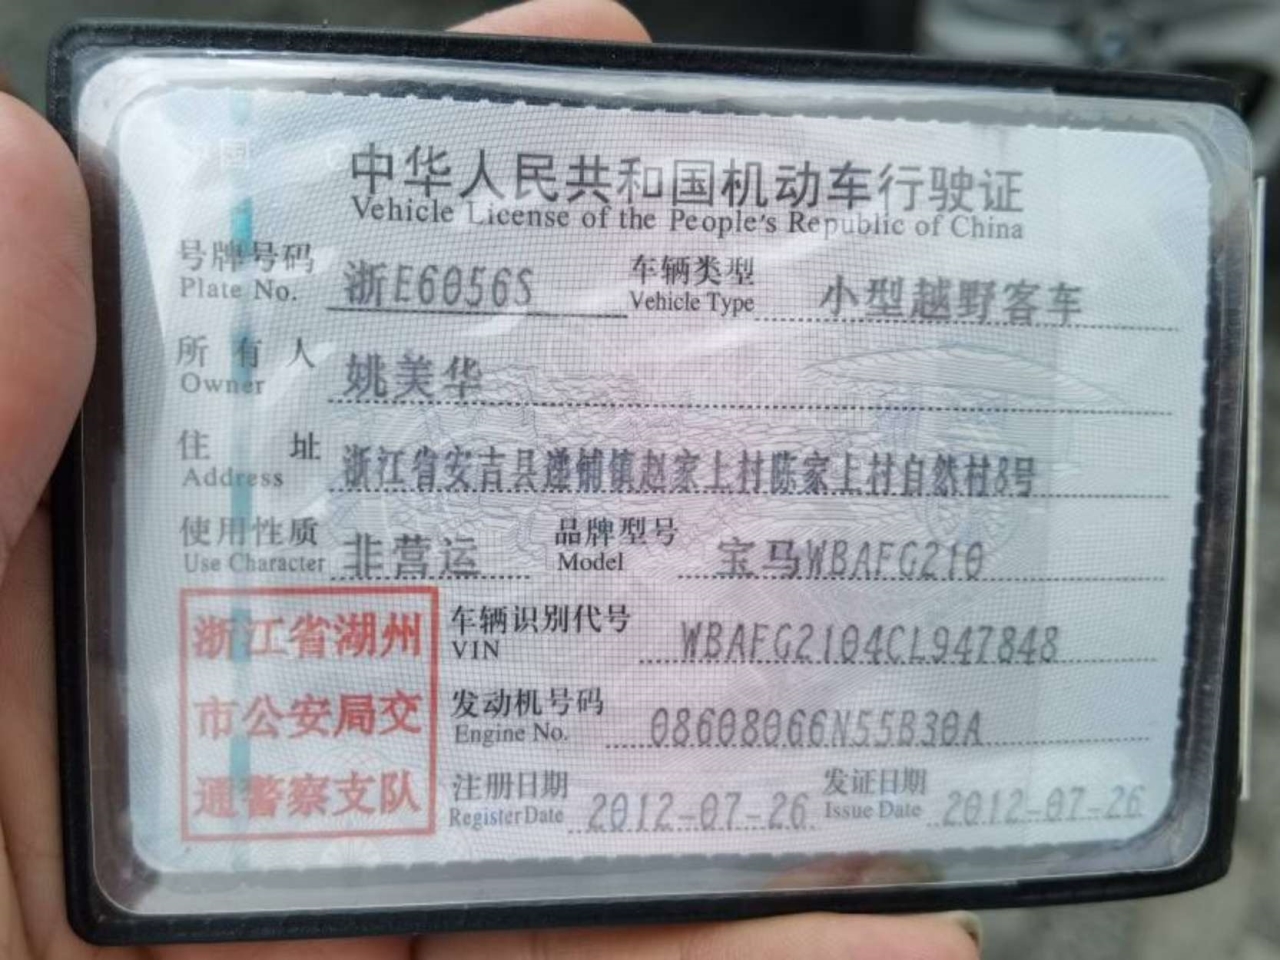 中华人民共和国机动车行驶证
Vehicle License of the People's Republic of China
号牌号码 浙E6056S 车辆类型 小型越野客车
Plate No. Vehicle Type
所有人 姚美华
Owner
住址 浙江省安吉县递铺镇赵家上村陈家上村自然村8号
Address
使用性质 非营运 品牌型号 宝马WBAFG210
Use Character Model
浙江省湖州
市公安局交
通警察支队
车辆识别代号 WBAFG2104CL947848
VIN
发动机号码 08608066N55B30A
Engine No.
注册日期 2012-07-26 发证日期 2012-07-26
Register Date Issue Date